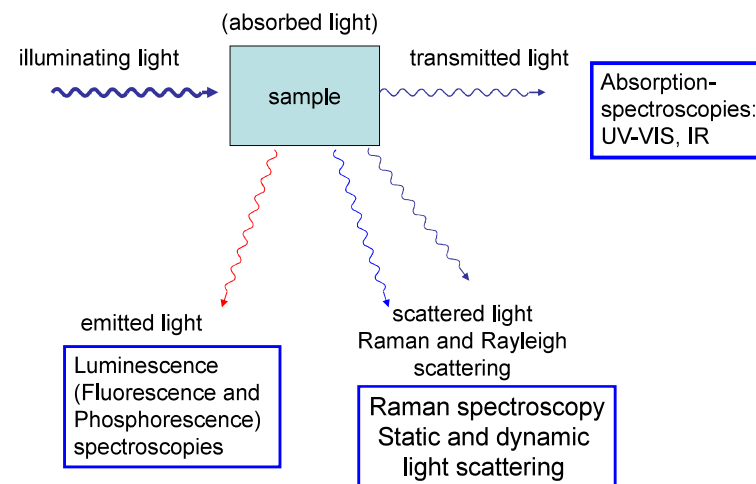 (absorbed light)
illuminating light
transmitted light
sample
Absorption-
spectroscopies:
UV-VIS, IR
emitted light
Luminescence
(Fluorescence and
Phosphorescence)
spectroscopies
scattered light
Raman and Rayleigh
scattering
Raman spectroscopy
Static and dynamic
light scattering